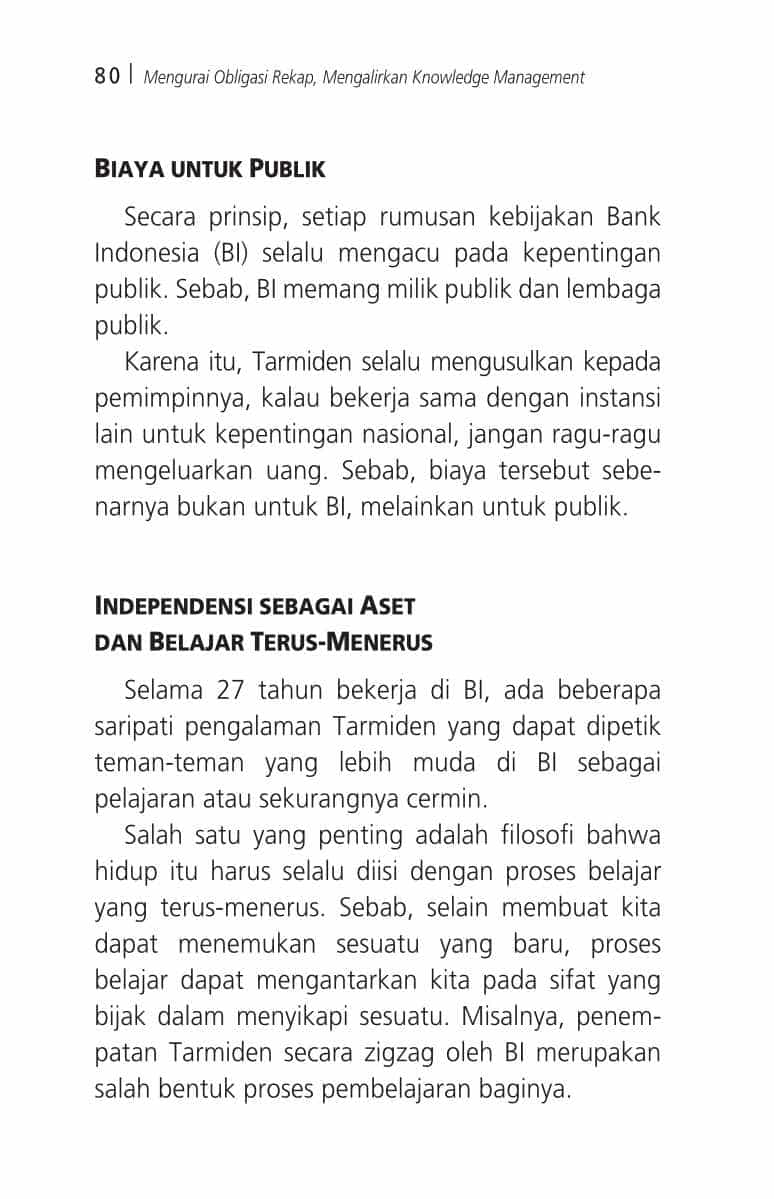 80 | Mengurai Obligasi Rekap, Mengalirkan Knowledge Management
BIAYA UNTUK PUBLIK
Secara prinsip, setiap rumusan kebijakan Bank
Indonesia (BI) selalu mengacu pada kepentingan
publik. Sebab, BI memang milik publik dan lembaga
publik.
Karena itu, Tarmiden selalu mengusulkan kepada
pemimpinnya, kalau bekerja sama dengan instansi
lain untuk kepentingan nasional, jangan ragu-ragu
mengeluarkan uang. Sebab, biaya tersebut sebe-
narnya bukan untuk BI, melainkan untuk publik.
INDEPENDENSI SEBAGAI ASET
DAN BELAJAR TERUS-MENERUS
Selama 27 tahun bekerja di BI, ada beberapa
saripati pengalaman Tarmiden yang dapat dipetik
teman-teman yang lebih muda di BI sebagai
pelajaran atau sekurangnya cermin.
Salah satu yang penting adalah filosofi bahwa
hidup itu harus selalu diisi dengan proses belajar
yang terus-menerus. Sebab, selain membuat kita
dapat menemukan sesuatu yang baru, proses
belajar dapat mengantarkan kita pada sifat yang
bijak dalam menyikapi sesuatu. Misalnya, penem-
patan Tarmiden secara zigzag oleh BI merupakan
salah bentuk proses pembelajaran baginya.